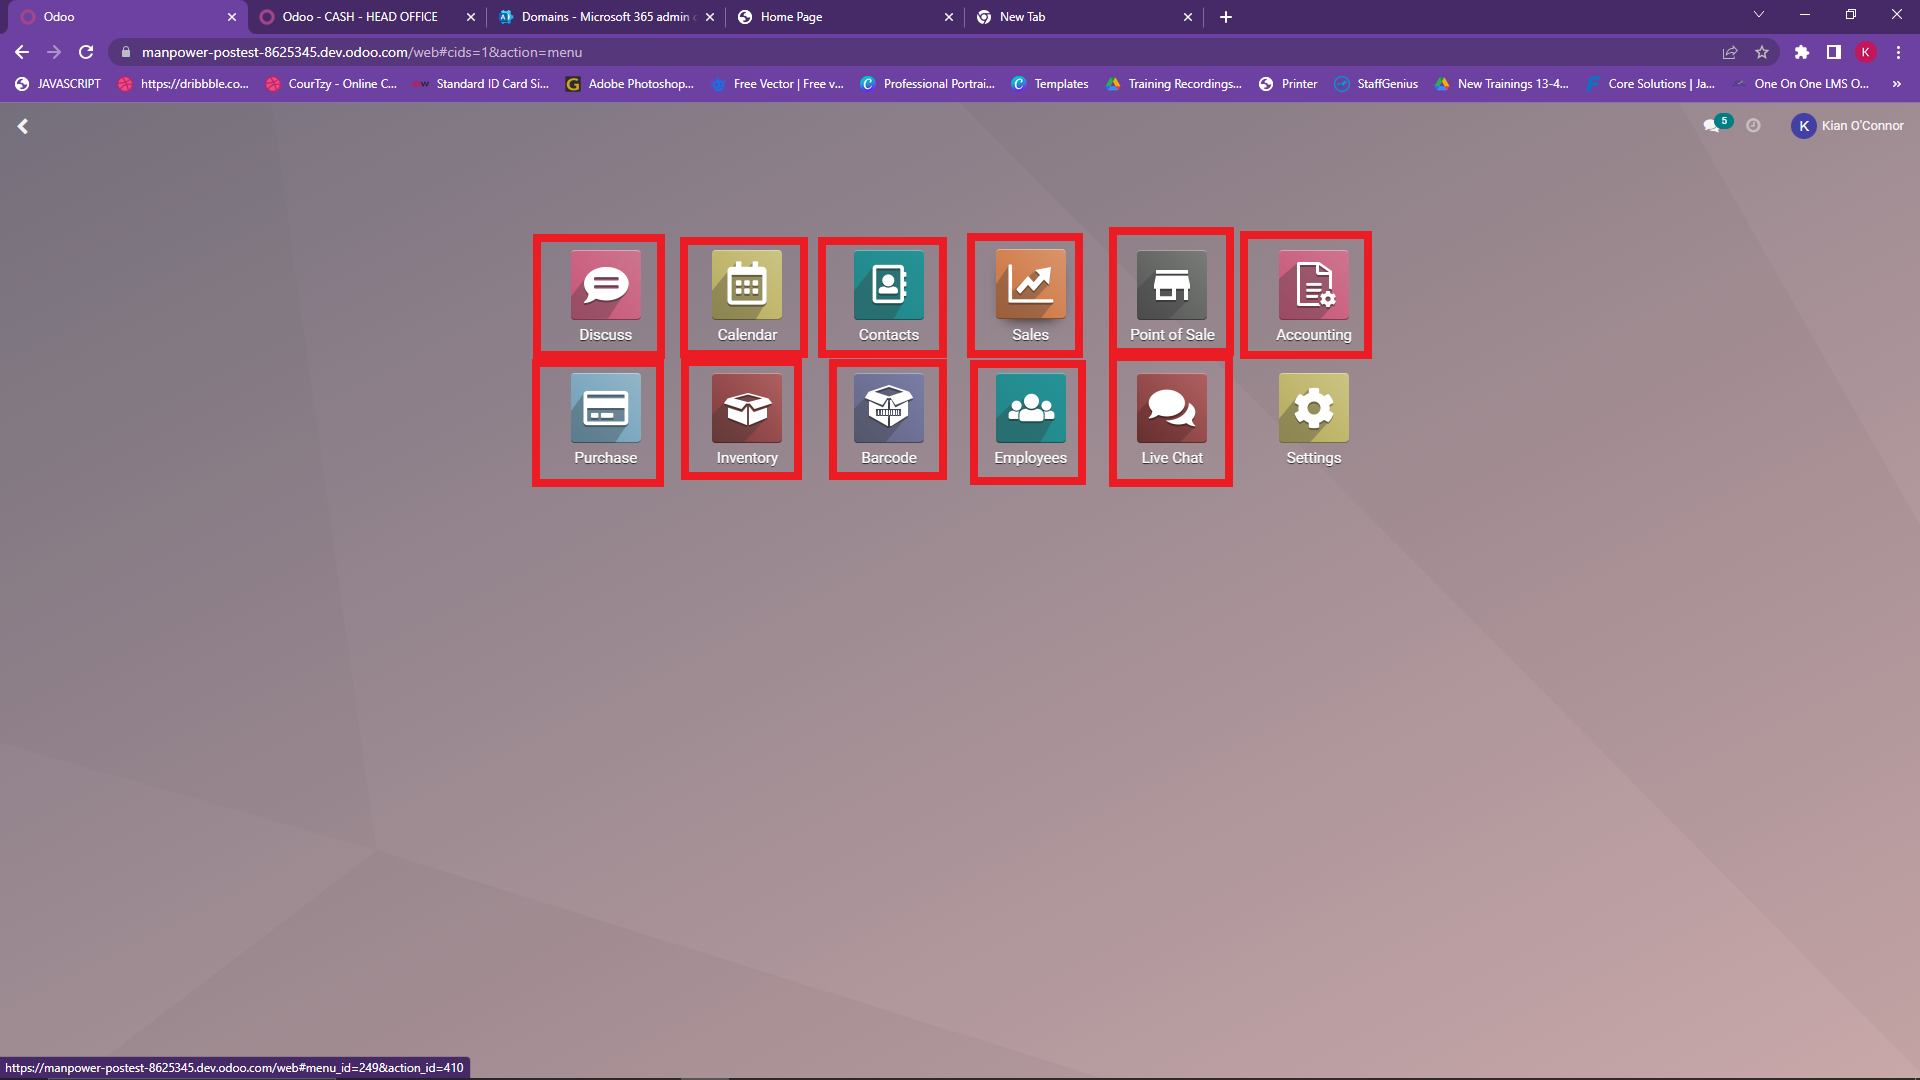 Odoo
Odoo - CASH - HEAD OFFICE
Domains - Microsoft 365 admin
Home Page
New Tab
manpower-postest-8625345.dev.odoo.com/web#cids=1&action=menu
K
JAVASCRIPT
https://dribbble.co...
CourTzy - Online C...
Standard ID Card Si...
Adobe Photoshop...
Free Vector | Free v...
Professional Portrai...
Templates
Training Recordings...
Printer
StaffGenius
New Trainings 13-4...
Core Solutions | Ja...
One On One LMS O...
»
5
K
Kian O'Connor
Discuss
Calendar
Contacts
Sales
Point of Sale
Accounting
Purchase
Inventory
Barcode
Employees
Live Chat
Settings
https://manpower-postest-8625345.dev.odoo.com/web#menu_id=249&action_id=410